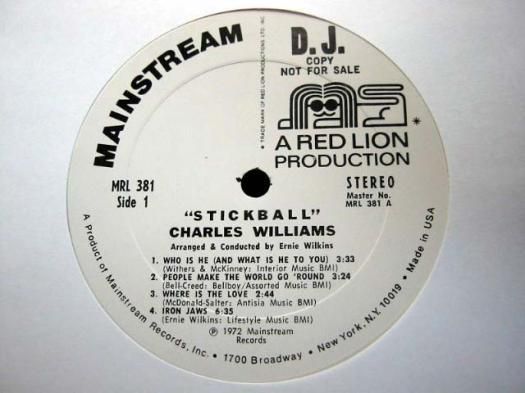 MAINSTREAM
D.J.
COPY
NOT FOR SALE
• TRADE MARK OF RED LION PRODUCTIONS LTD. INC.
A RED LION
PRODUCTION
MRL 381
Side 1
STEREO
Master No.
MRL 381 A
"STICKBALL"
CHARLES WILLIAMS
Arranged & Conducted by Ernie Wilkins
1. WHO IS HE (AND WHAT IS HE TO YOU) 3:33
(Withers & McKinney: Interior Music BMI)
2. PEOPLE MAKE THE WORLD GO 'ROUND 3:24
(Bell-Creed: Bellboy/Assorted Music BMI)
3. WHERE IS THE LOVE 2:44
(McDonald-Salter: Antisia Music BMI)
4. IRON JAWS 6:35
(Ernie Wilkins: Lifestyle Music BMI)
℗ 1972 Mainstream
Records
A Product of Mainstream Records, Inc. • 1700 Broadway • New York, N.Y. 10019 • Made in USA